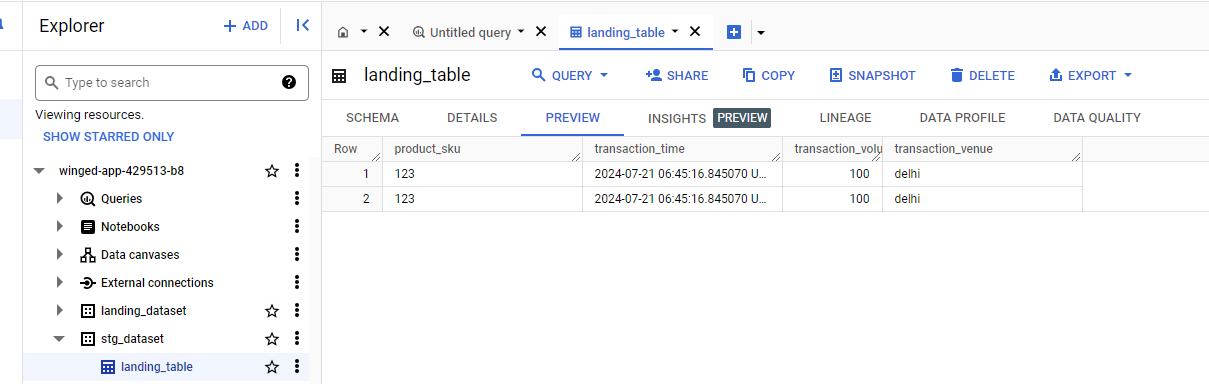 Explorer
+ ADD
Untitled query
landing_table
Type to search
?
Viewing resources.
SHOW STARRED ONLY
winged-app-429513-b8
Queries
Notebooks
Data canvases
External connections
landing_dataset
stg_dataset
landing_table
landing_table
QUERY
SHARE
COPY
SNAPSHOT
DELETE
EXPORT
SCHEMA
DETAILS
PREVIEW
INSIGHTS PREVIEW
LINEAGE
DATA PROFILE
DATA QUALITY
Row product_sku transaction_time transaction_volu transaction_venue
1 123 2024-07-21 06:45:16.845070 U... 100 delhi
2 123 2024-07-21 06:45:16.845070 U... 100 delhi